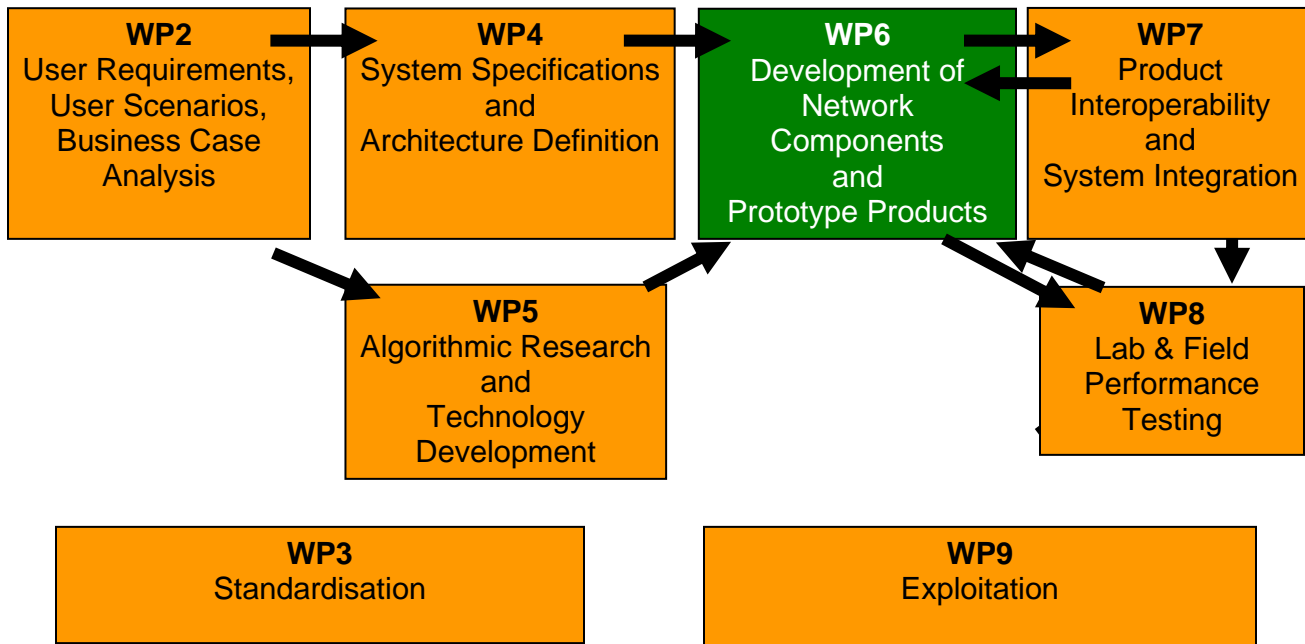 WP2
User Requirements,
User Scenarios,
Business Case
Analysis
WP4
System Specifications
and
Architecture Definition
WP6
Development of
Network
Components
and
Prototype Products
WP7
Product
Interoperability
and
System Integration
WP5
Algorithmic Research
and
Technology
Development
WP8
Lab & Field
Performance
Testing
WP3
Standardisation
WP9
Exploitation